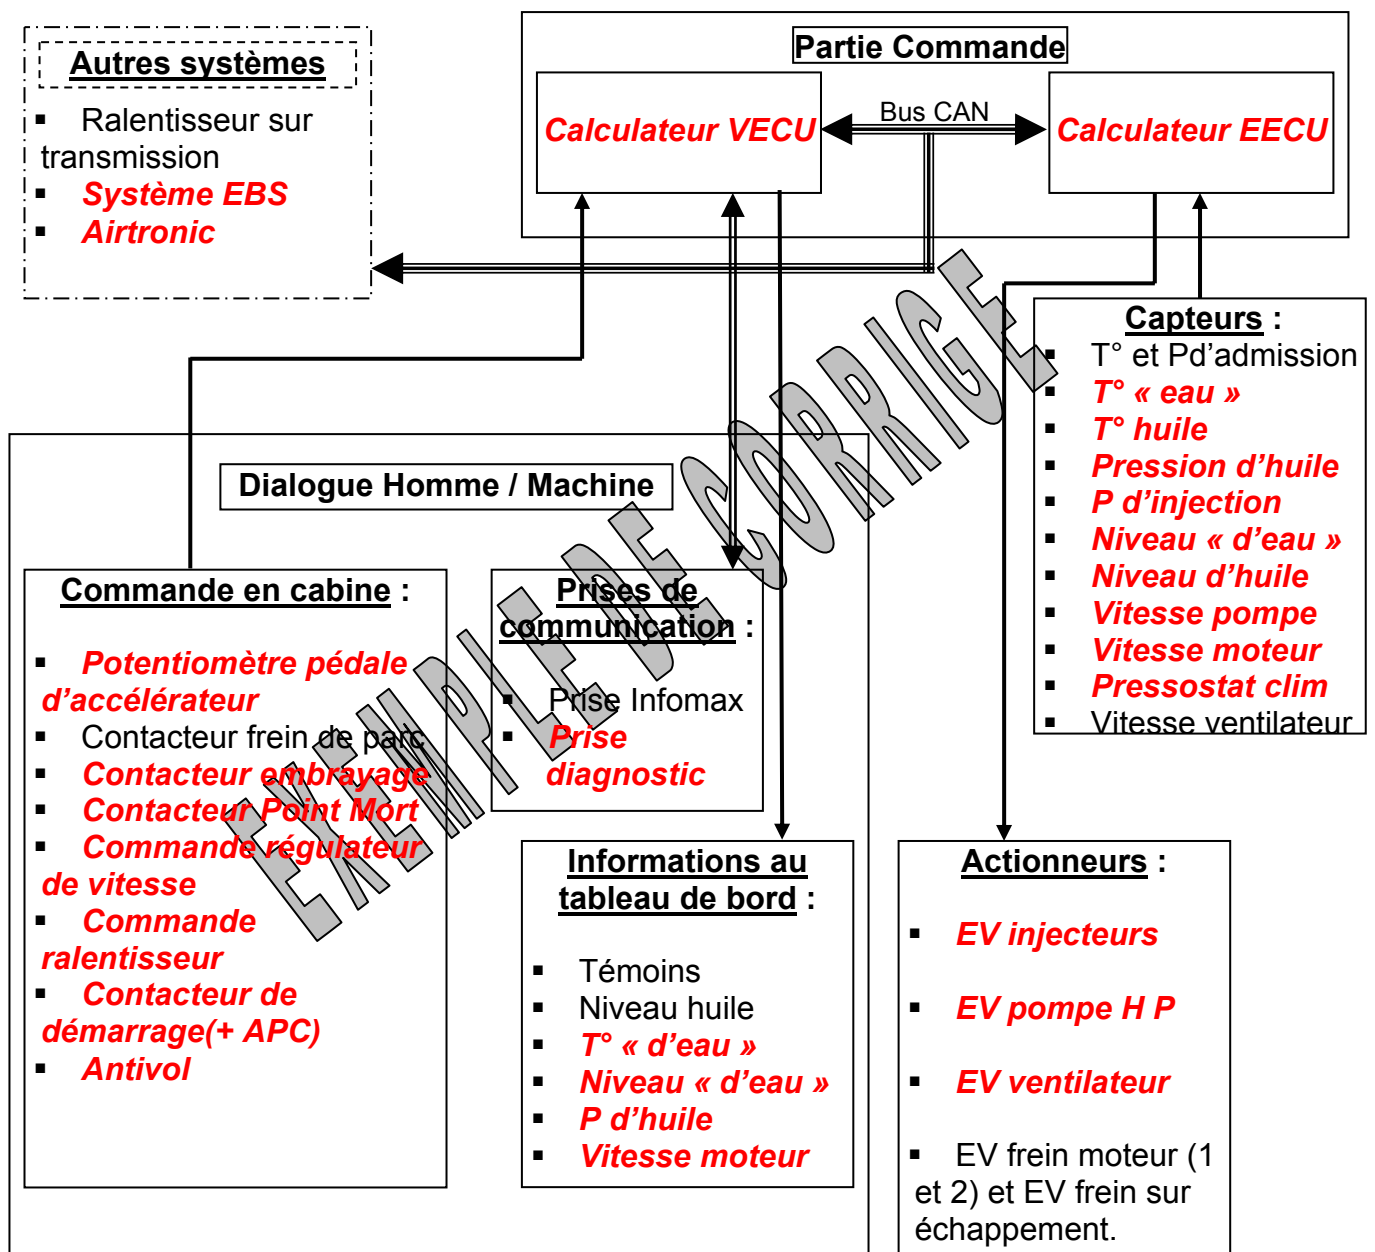 Autres systèmes
▪ Ralentisseur sur
transmission
▪ Système EBS
▪ Airtronic
Partie Commande
Calculateur VECU
Bus CAN
Calculateur EECU
Capteurs :
▪ T° et Pd’admission
▪ T° « eau »
▪ T° huile
▪ Pression d’huile
▪ P d’injection
▪ Niveau « d’eau »
▪ Niveau d’huile
▪ Vitesse pompe
▪ Vitesse moteur
▪ Pressostat clim
▪ Vitesse ventilateur
Dialogue Homme / Machine
Commande en cabine :
▪ Potentiomètre pédale
d’accélérateur
▪ Contacteur frein de parc
▪ Contacteur embrayage
▪ Contacteur Point Mort
▪ Commande régulateur
de vitesse
▪ Commande
ralentisseur
▪ Contacteur de
démarrage(+ APC)
▪ Antivol
Prises de
communication :
▪ Prise Infomax
▪ Prise
diagnostic
Informations au
tableau de bord :
▪ Témoins
▪ Niveau huile
▪ T° « d’eau »
▪ Niveau « d’eau »
▪ P d’huile
▪ Vitesse moteur
Actionneurs :
▪ EV injecteurs
▪ EV pompe H P
▪ EV ventilateur
▪ EV frein moteur (1
et 2) et EV frein sur
échappement.
EXEMPLE DE CORRIGE